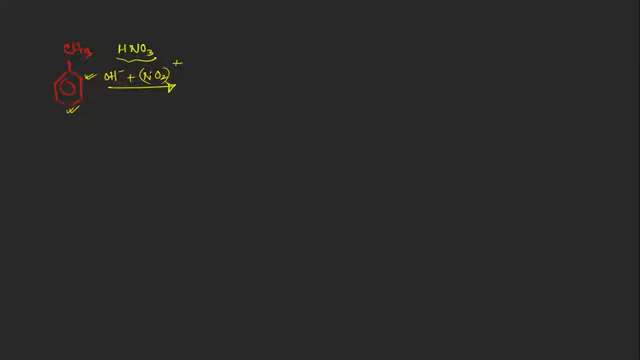 CH3 HNO3
OH⁻ + (NO2)⁺